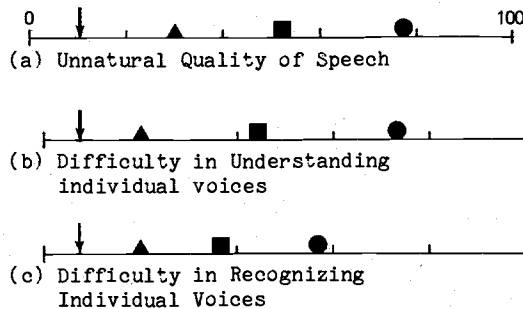 0 100
(a) Unnatural Quality of Speech
(b) Difficulty in Understanding
individual voices
(c) Difficulty in Recognizing
Individual Voices